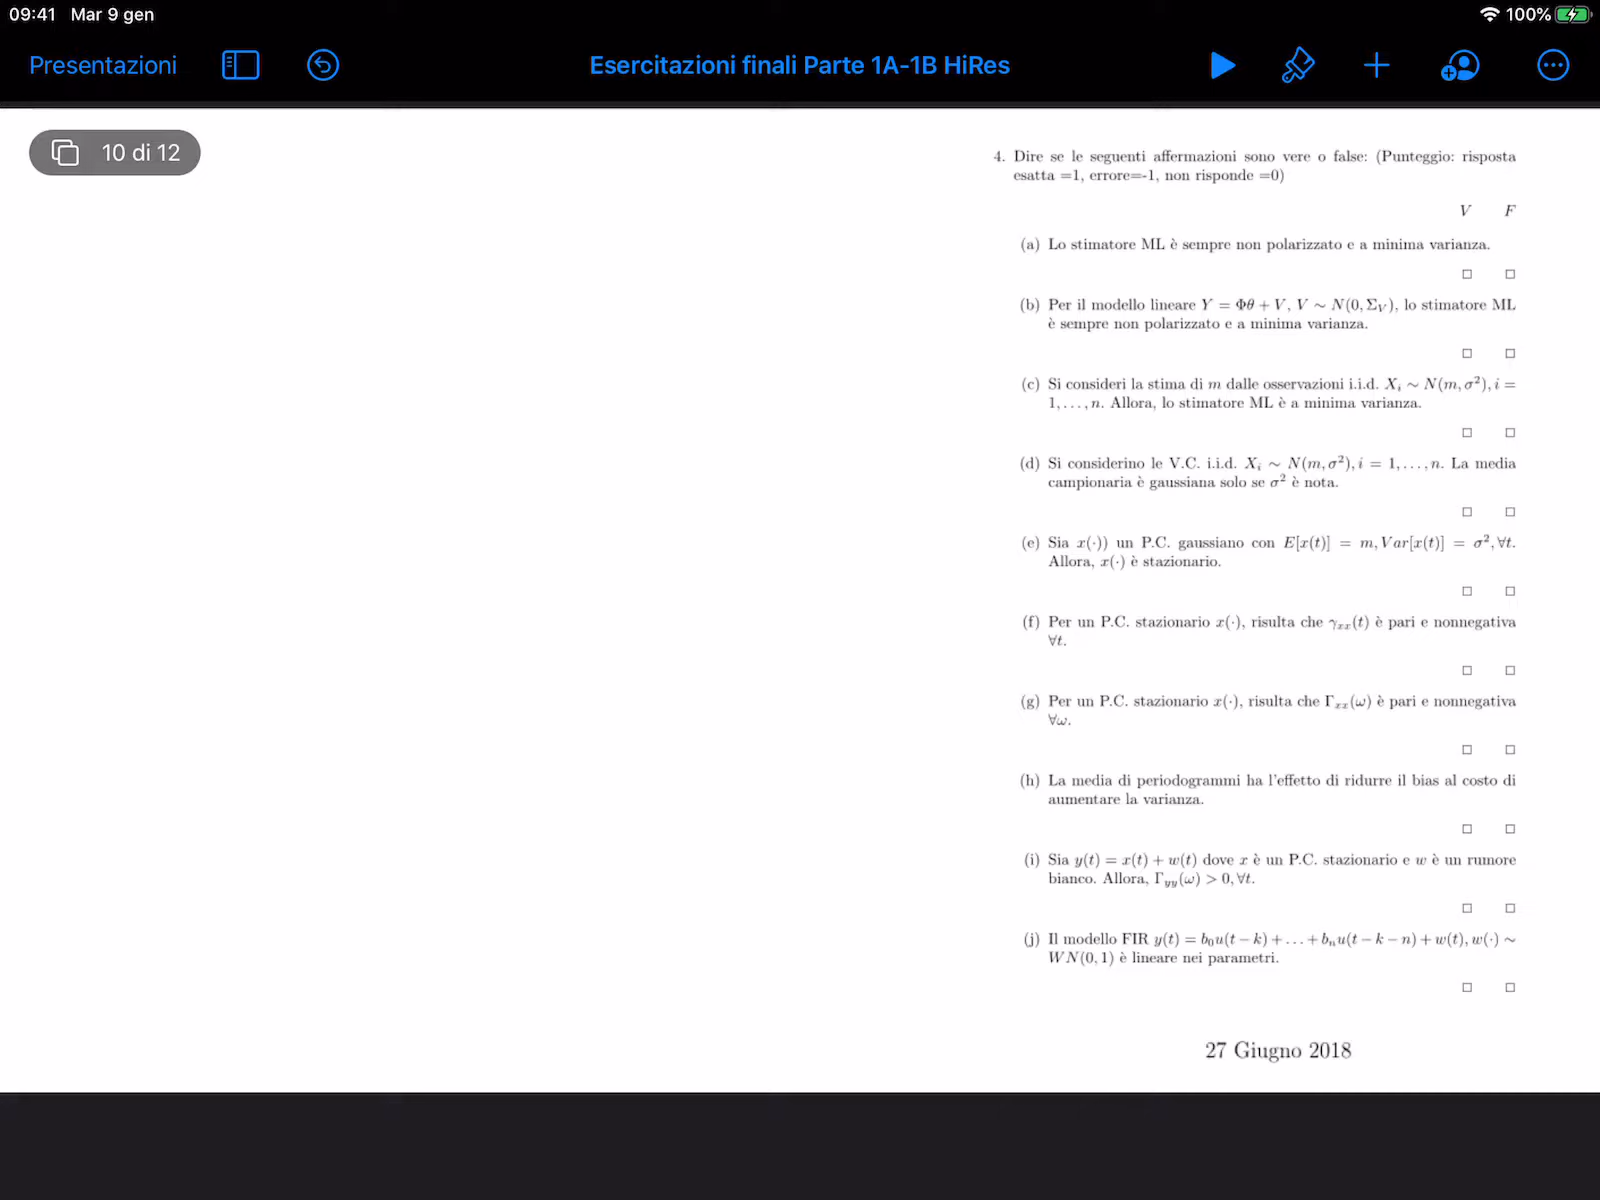 09:41 Mar 9 gen 100%
Presentazioni Esercitazioni finali Parte 1A-1B HiRes
10 di 12
4. Dire se le seguenti affermazioni sono vere o false: (Punteggio: risposta
esatta =1, errore=-1, non risponde =0)
V F
(a) Lo stimatore ML è sempre non polarizzato e a minima varianza.
□ □
(b) Per il modello lineare Y = Φθ + V, V ∼ N(0, Σ_V), lo stimatore ML
è sempre non polarizzato e a minima varianza.
□ □
(c) Si consideri la stima di m dalle osservazioni i.i.d. X_i ∼ N(m, σ²), i =
1, . . . , n. Allora, lo stimatore ML è a minima varianza.
□ □
(d) Si considerino le V.C. i.i.d. X_i ∼ N(m, σ²), i = 1, . . . , n. La media
campionaria è gaussiana solo se σ² è nota.
□ □
(e) Sia x(·)) un P.C. gaussiano con E[x(t)] = m, Var[x(t)] = σ², ∀t.
Allora, x(·) è stazionario.
□ □
(f) Per un P.C. stazionario x(·), risulta che γ_xx(t) è pari e nonnegativa
∀t.
□ □
(g) Per un P.C. stazionario x(·), risulta che Γ_xx(ω) è pari e nonnegativa
∀ω.
□ □
(h) La media di periodogrammi ha l'effetto di ridurre il bias al costo di
aumentare la varianza.
□ □
(i) Sia y(t) = x(t) + w(t) dove x è un P.C. stazionario e w è un rumore
bianco. Allora, Γ_yy(ω) > 0, ∀t.
□ □
(j) Il modello FIR y(t) = b_0u(t − k) + . . . + b_nu(t − k − n) + w(t), w(·) ∼
WN(0, 1) è lineare nei parametri.
□ □
27 Giugno 2018